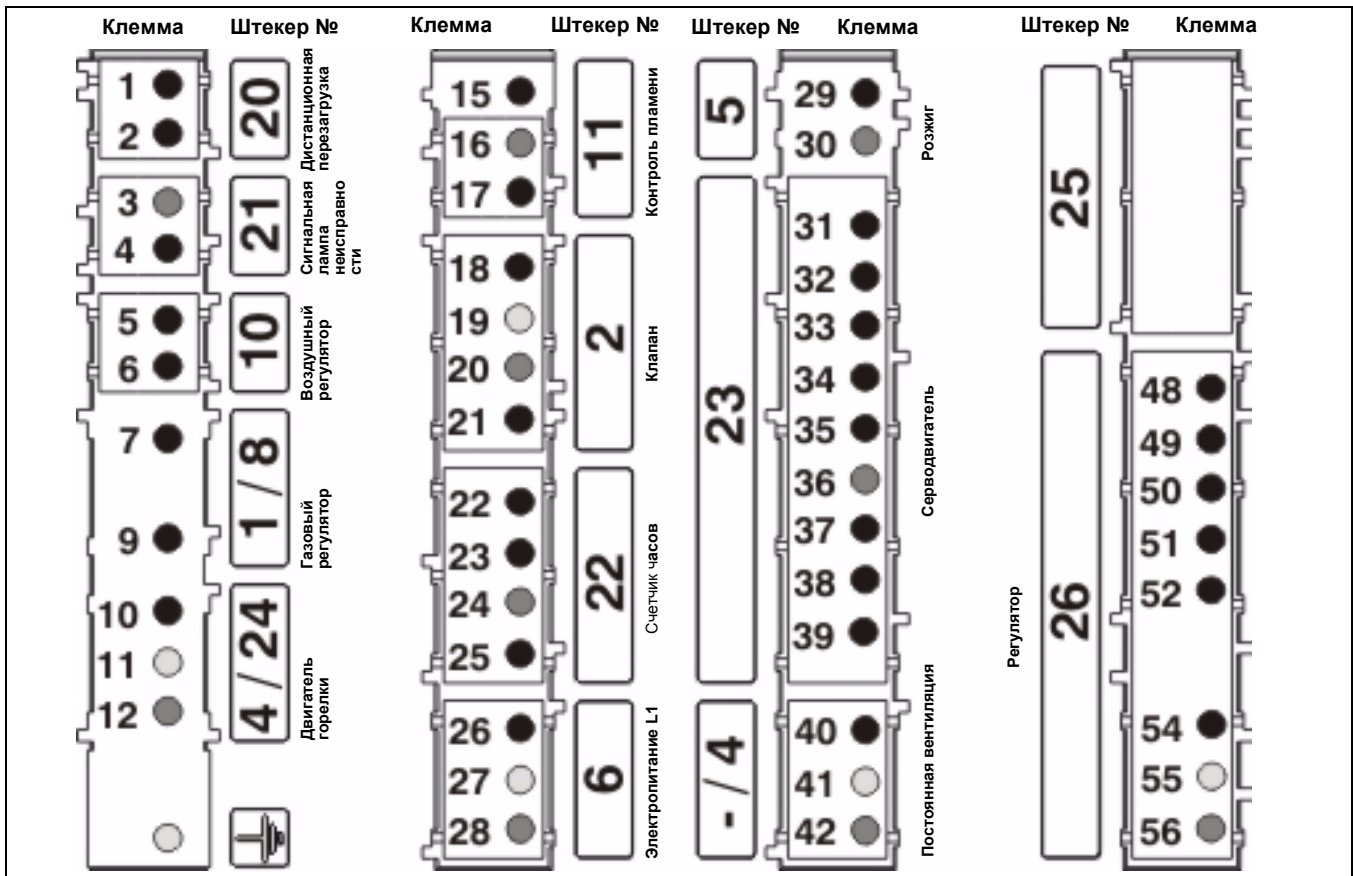 Клемма Штекер № Клемма Штекер № Штекер № Клемма Штекер № Клемма
1
2
20
Дистанционная
перезагрузка
3
4
21
Сигнальная
лампа
неисправно
сти
5
6
10
Воздушный
регулятор
7
9
1 / 8
Газовый
регулятор
10
11
12
4 / 24
Двигатель
горелки
15
16
17
11
Контроль пламени
18
19
20
21
2
Клапан
22
23
24
25
22
Счетчик часов
26
27
28
6
Электропитание L1
5
29
30
Розжиг
23
31
32
33
34
35
36
37
38
39
Серводвигатель
- / 4
40
41
42
Постоянная вентиляция
25
Регулятор
26
48
49
50
51
52
54
55
56